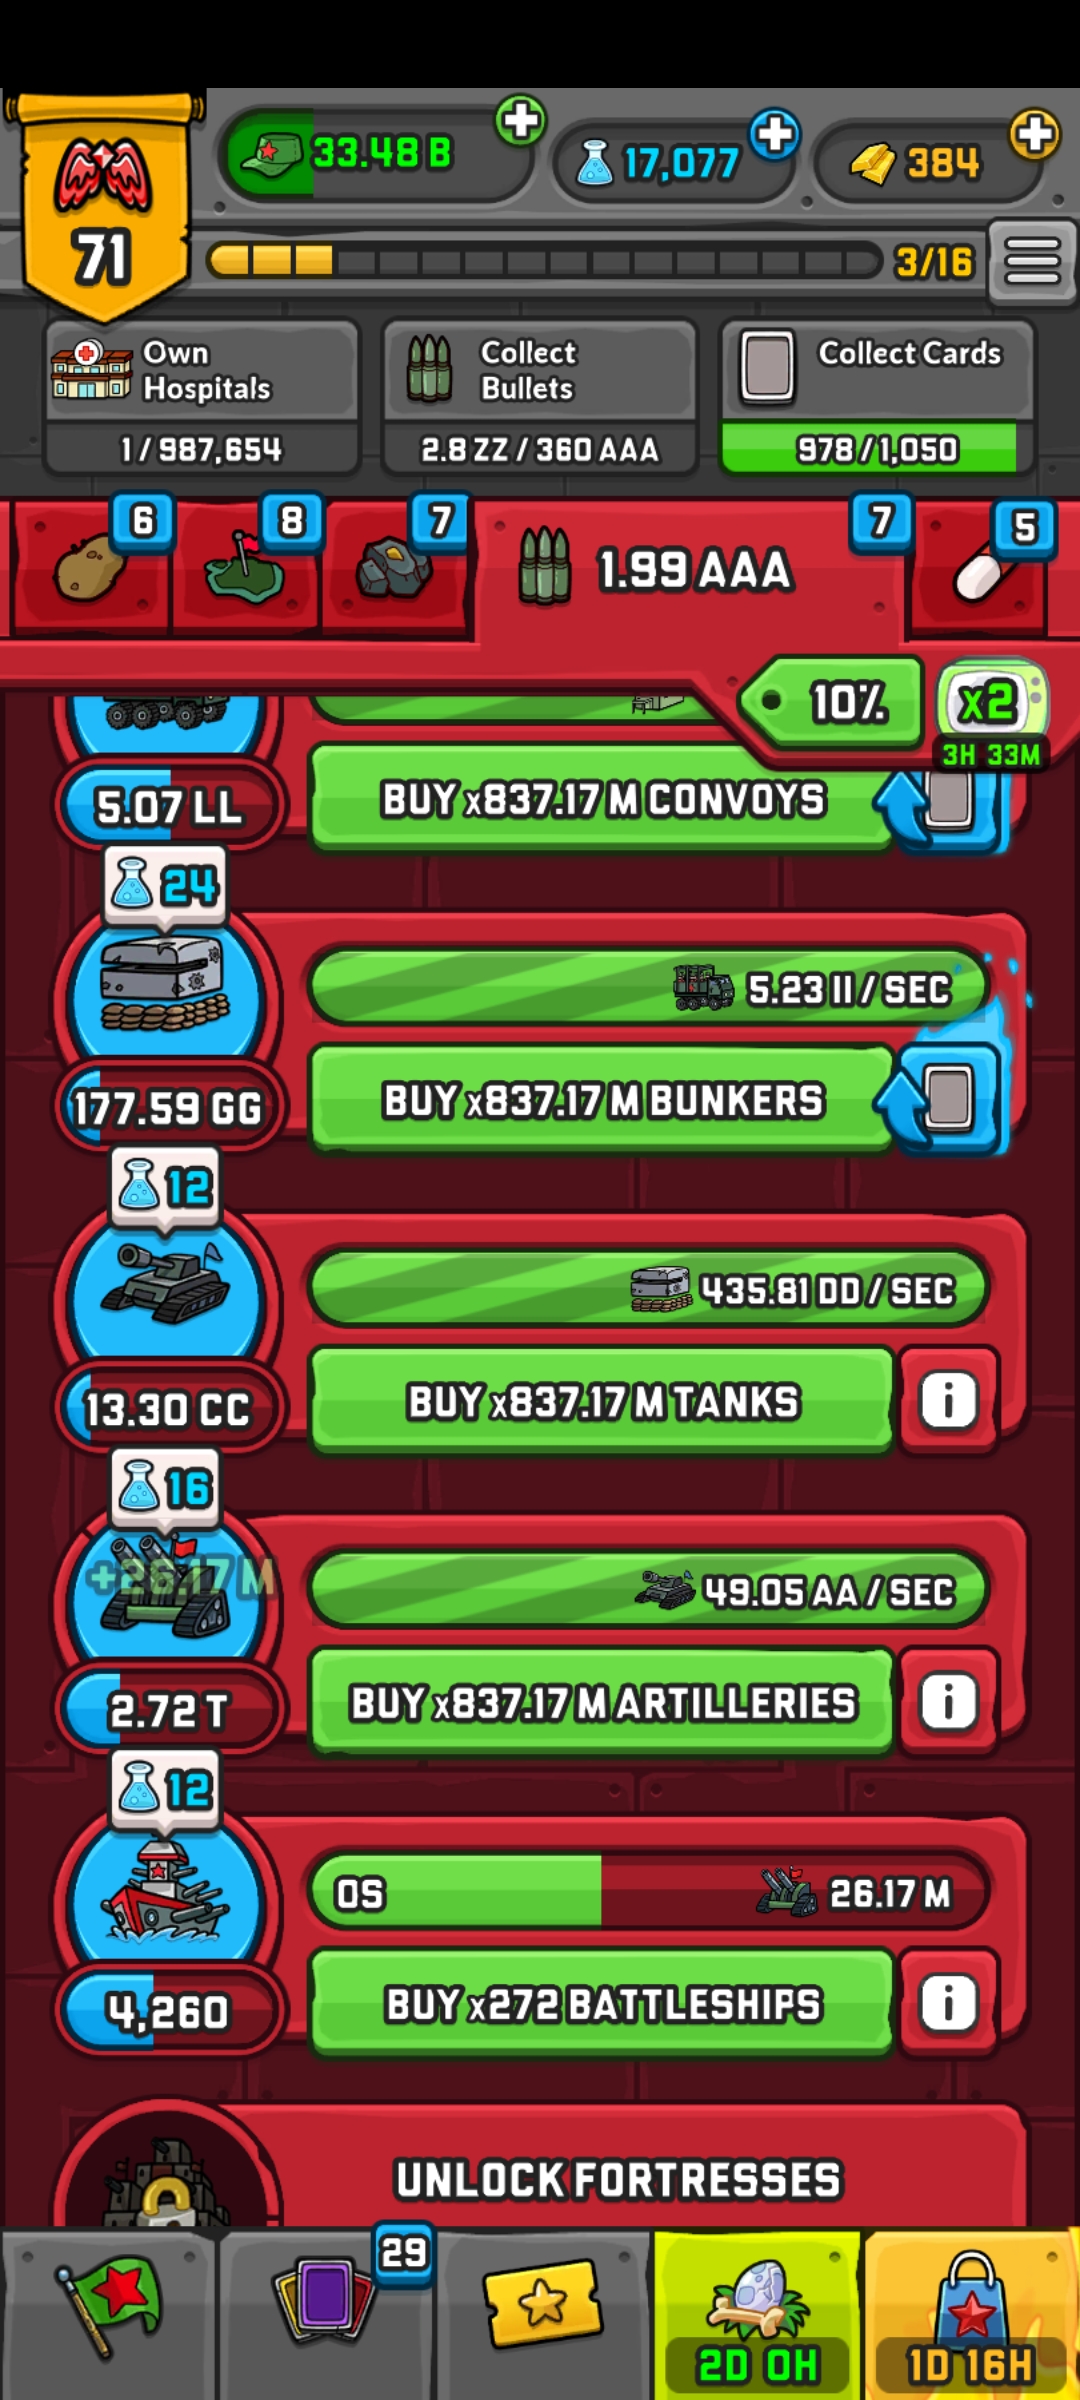 33.48 B
17,077
384
71
3/16
Own
Hospitals
1 / 987,654
Collect
Bullets
2.8 ZZ / 360 AAA
Collect Cards
978 / 1,050
6
8
7
1.99 AAA
7
5
10%
x2
3H 33M
5.07 LL
BUY x837.17 M CONVOYS
24
5.23 II / SEC
177.59 GG
BUY x837.17 M BUNKERS
12
435.81 DD / SEC
13.30 CC
BUY x837.17 M TANKS
i
16
+26.17 M
49.05 AA / SEC
2.72 T
BUY x837.17 M ARTILLERIES
i
12
0S
26.17 M
4,260
BUY x272 BATTLESHIPS
i
UNLOCK FORTRESSES
29
2D 0H
1D 16H